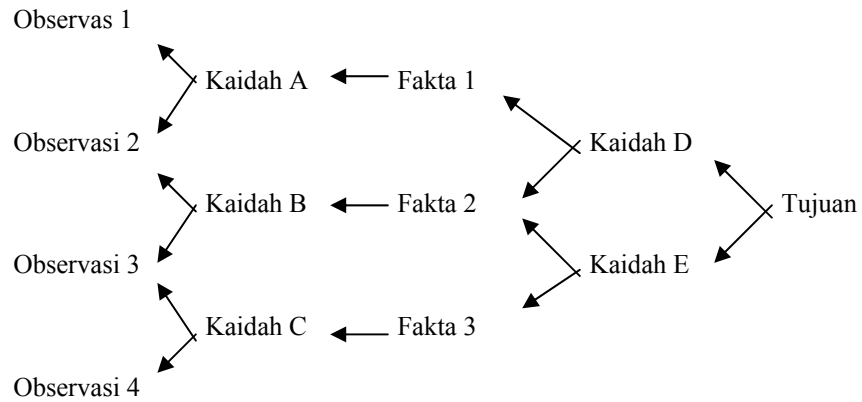 Observas 1
Kaidah A
Fakta 1
Observasi 2
Kaidah D
Kaidah B
Fakta 2
Tujuan
Observasi 3
Kaidah E
Kaidah C
Fakta 3
Observasi 4